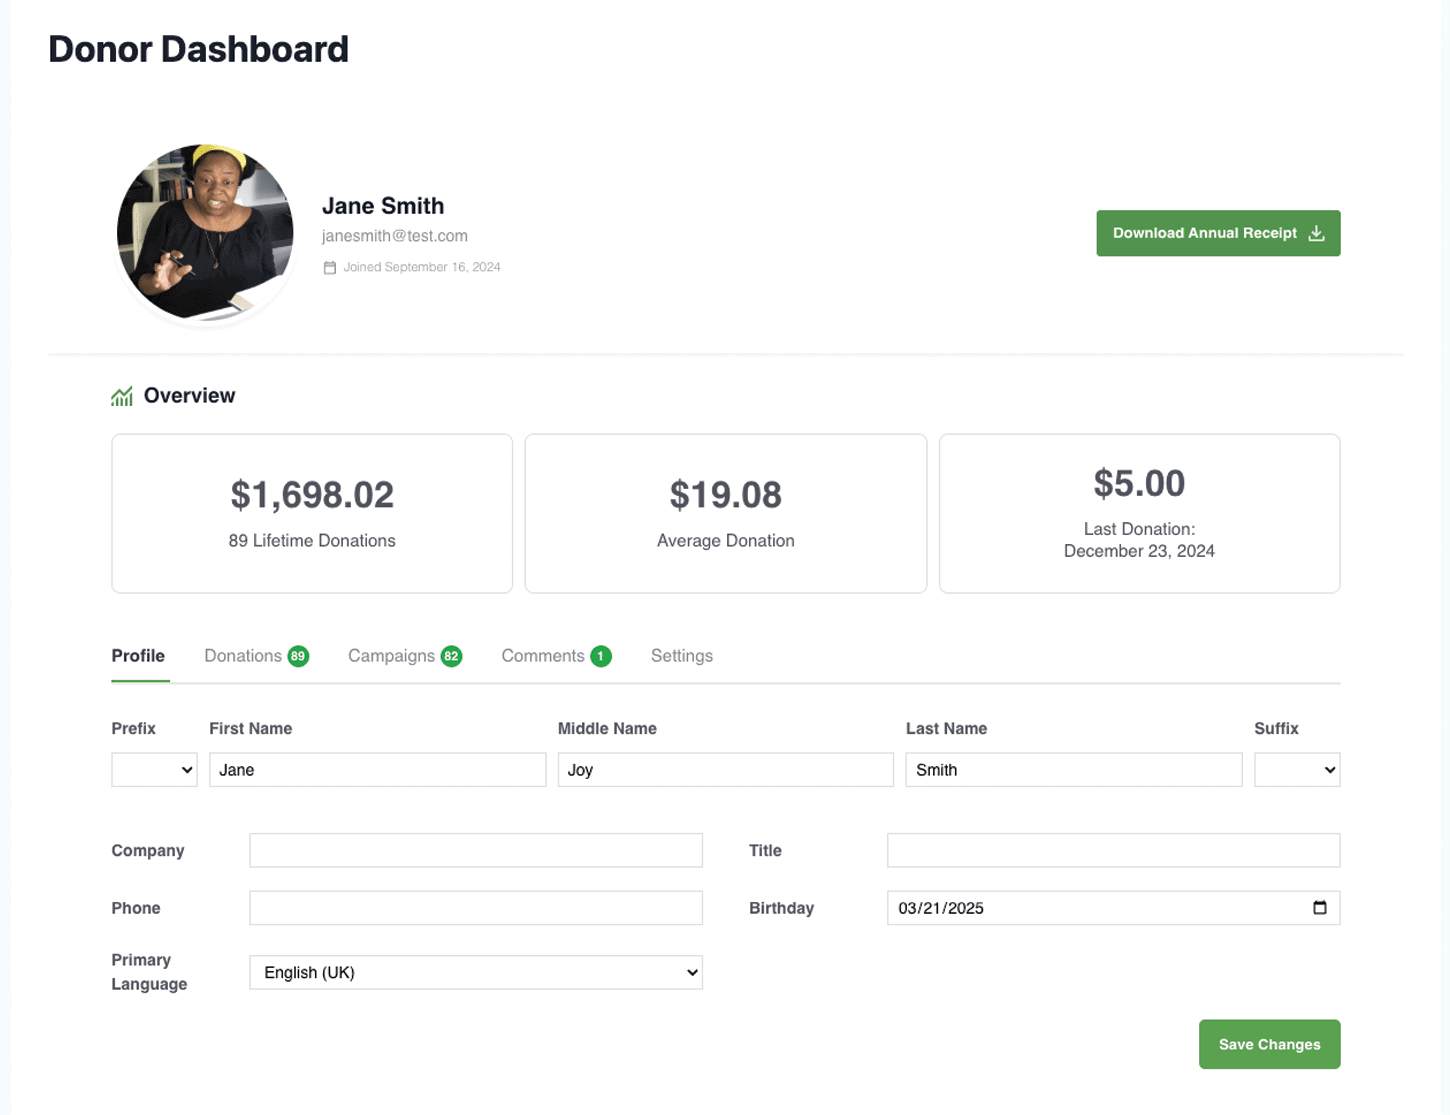 Donor Dashboard
Jane Smith
janesmith@test.com
Joined September 16, 2024
Download Annual Receipt
Overview
$1,698.02
89 Lifetime Donations
$19.08
Average Donation
$5.00
Last Donation:
December 23, 2024
Profile Donations 89 Campaigns 82 Comments 1 Settings
Prefix First Name Middle Name Last Name Suffix
Jane Joy Smith
Company Title
Phone Birthday 03/21/2025
Primary
Language
English (UK)
Save Changes